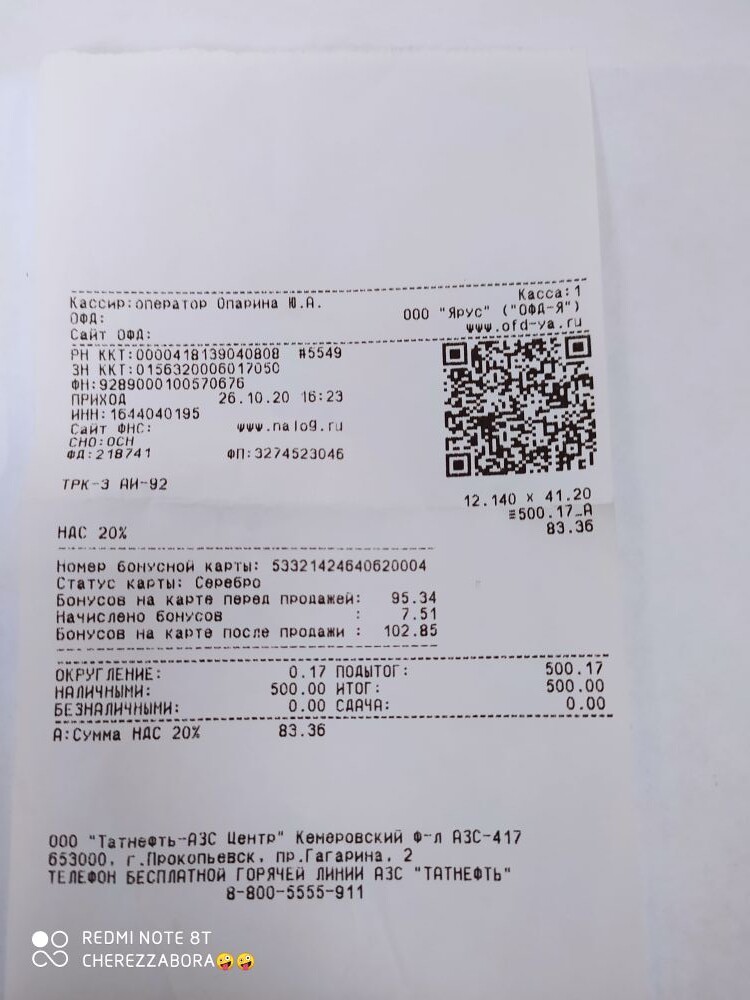 Кассир:оператор Опарина Ю.А. Касса:1
ОФД: ООО "Ярус" ("ОФД-Я")
Сайт ОФД: www.ofd-ya.ru
РН ККТ:0000418139040808 #5549
ЗН ККТ:0156320006017050
ФН:9289000100570676
ПРИХОД 26.10.20 16:23
ИНН:1644040195
Сайт ФНС: www.nalog.ru
СНО:ОСН
ФД:218741 ФП:3274523046
ТРК-3 АИ-92
12.140 x 41.20
≡500.17_А
НДС 20% 83.36
Номер бонусной карты: 53321424640620004
Статус карты: Серебро
Бонусов на карте перед продажей: 95.34
Начислено бонусов : 7.51
Бонусов на карте после продажи : 102.85
ОКРУГЛЕНИЕ: 0.17 ПОДЫТОГ: 500.17
НАЛИЧНЫМИ: 500.00 ИТОГ: 500.00
БЕЗНАЛИЧНЫМИ: 0.00 СДАЧА: 0.00
А:Сумма НДС 20% 83.36
ООО "Татнефть-АЗС Центр" Кемеровский Ф-л АЗС-417
653000, г.Прокопьевск, пр.Гагарина, 2
ТЕЛЕФОН БЕСПЛАТНОЙ ГОРЯЧЕЙ ЛИНИИ АЗС "ТАТНЕФТЬ"
8-800-5555-911
REDMI NOTE 8T
CHEREZZABORA🤪🤪